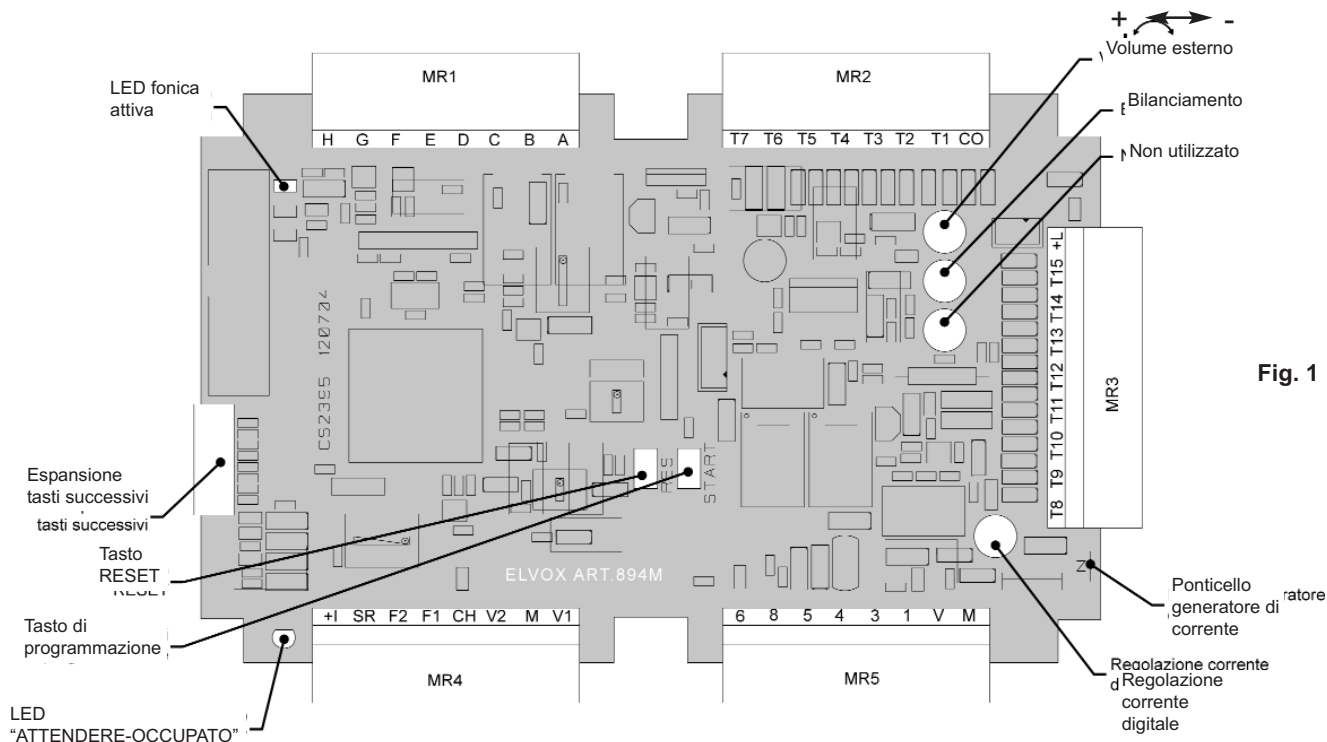 + -
Volume esterno
MR1
MR2
LED fonica
attiva
Bilanciamento
H G F E D C B A
T7 T6 T5 T4 T3 T2 T1 CO
Non utilizzato
+L
T15
T14
T13
T12
T11
T10
T9
T8
MR3
CS2365 120704
Fig. 1
RES
START
Espansione
tasti successivi
tasti successivi
Tasto
RESET
RESET
ELVOX ART.894M
Z
Ponticello
generatore di ratore
corrente
Tasto di
programmazione
+I SR F2 F1 CH V2 M V1
6 8 5 4 3 1 V M
MR4
MR5
Regolazione corrente
d Regolazione
corrente
digitale
LED
“ATTENDERE-OCCUPATO”